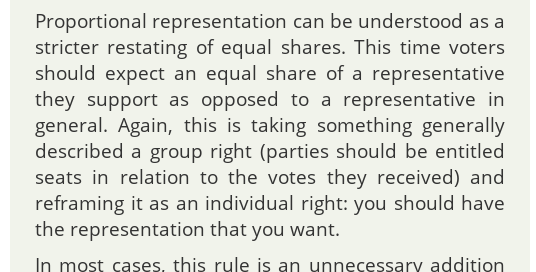 Proportional representation can be understood as a
stricter restating of equal shares. This time voters
should expect an equal share of a representative
they support as opposed to a representative in
general. Again, this is taking something generally
described a group right (parties should be entitled
seats in relation to the votes they received) and
reframing it as an individual right: you should have
the representation that you want.
In most cases, this rule is an unnecessary addition